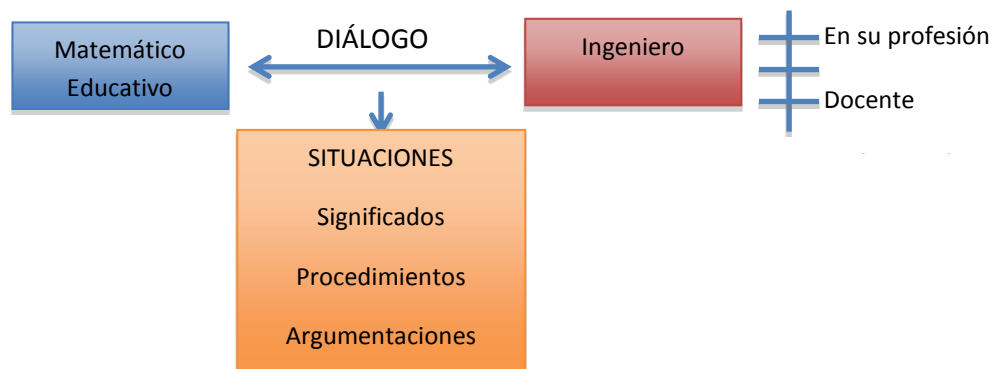 Matemático
Educativo
DIÁLOGO
Ingeniero
En su profesión
Docente
SITUACIONES
Significados
Procedimientos
Argumentaciones